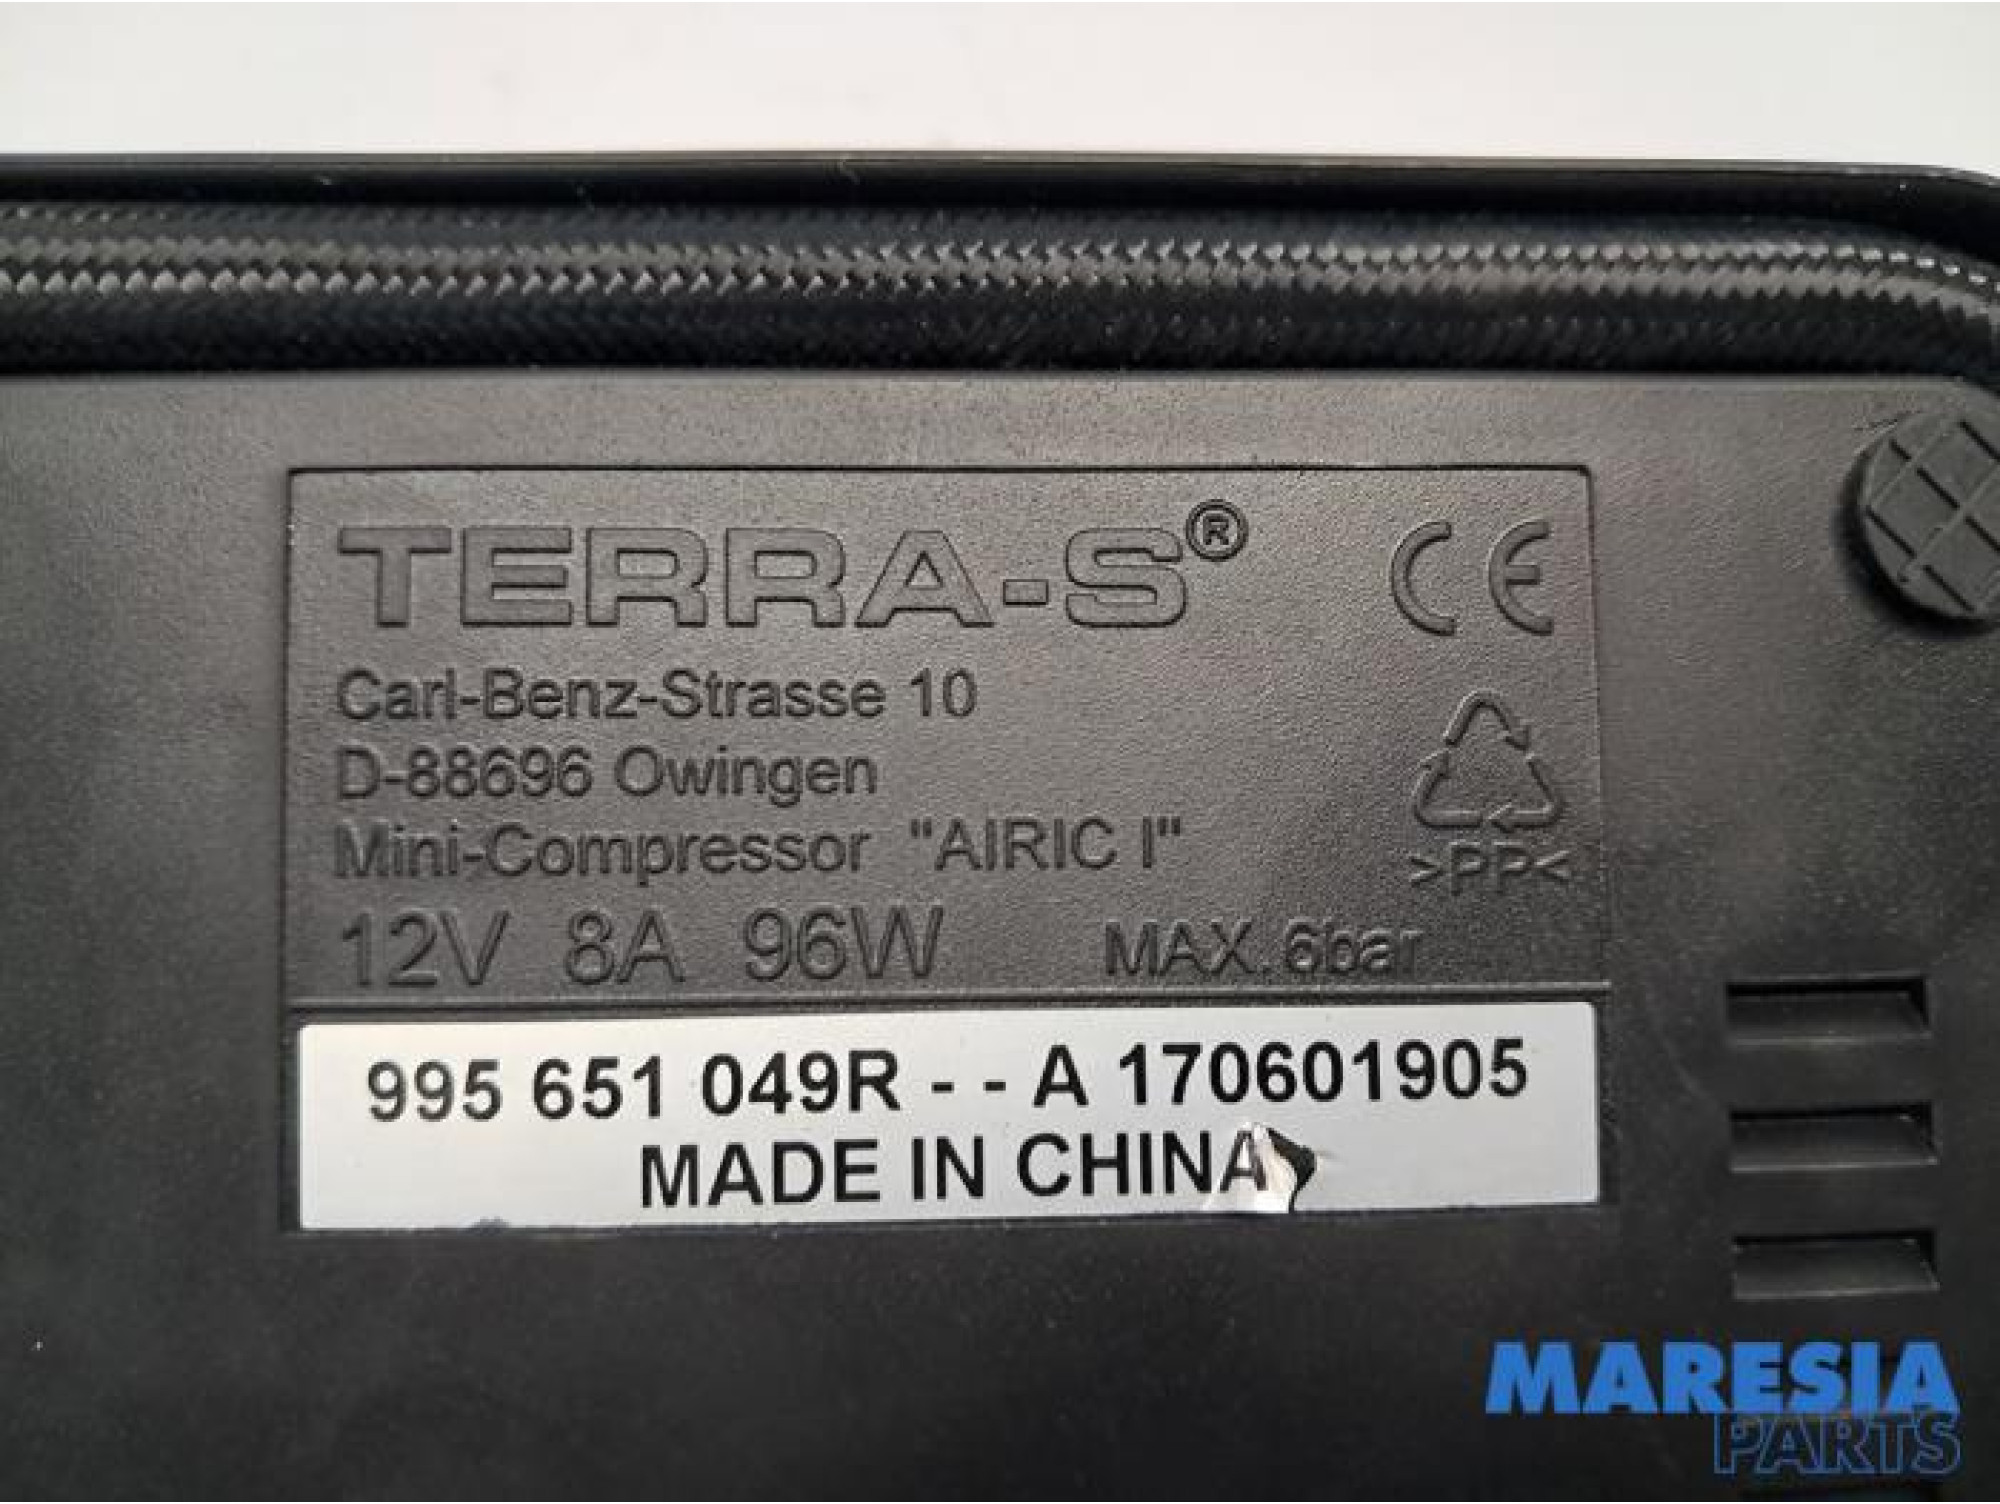 TERRA-S® CE
Carl-Benz-Strasse 10
D-88696 Owingen
Mini-Compressor "AIRIC I"
>PP<
12V 8A 96W MAX. 6bar
995 651 049R - - A 170601905
MADE IN CHINA
MARESIA
PARTS